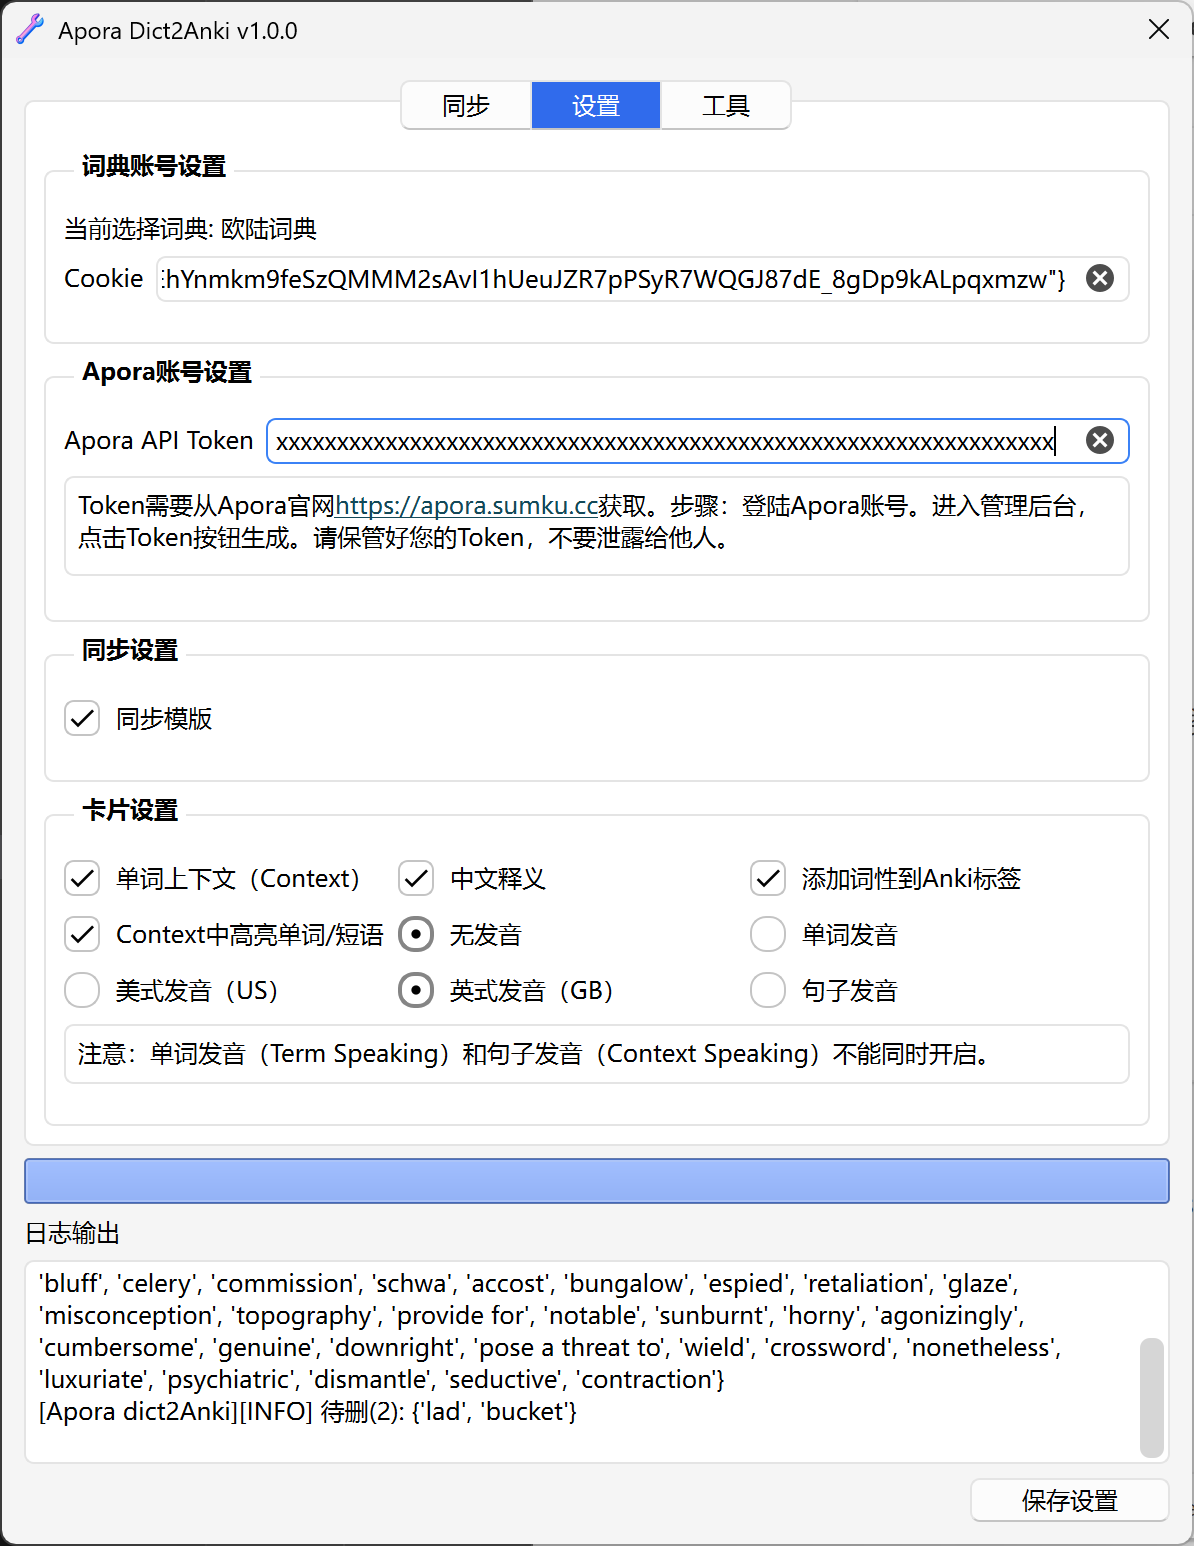 Apora Dict2Anki v1.0.0
同步 设置 工具
词典账号设置
当前选择词典: 欧陆词典
Cookie hYnmkm9feSzQMMM2sAvI1hUeuJZR7pPSyR7WQGJ87dE_8gDp9kALpqxmzw"}
Apora账号设置
Apora API Token xxxxxxxxxxxxxxxxxxxxxxxxxxxxxxxxxxxxxxxxxxxxxxxxxxxxxxxxxxxxxxxx
Token需要从Apora官网https://apora.sumku.cc获取。步骤：登陆Apora账号。进入管理后台，
点击Token按钮生成。请保管好您的Token，不要泄露给他人。
同步设置
同步模版
卡片设置
单词上下文（Context） 中文释义 添加词性到Anki标签
Context中高亮单词/短语 无发音 单词发音
美式发音（US） 英式发音（GB） 句子发音
注意：单词发音（Term Speaking）和句子发音（Context Speaking）不能同时开启。
日志输出
'bluff', 'celery', 'commission', 'schwa', 'accost', 'bungalow', 'espied', 'retaliation', 'glaze',
'misconception', 'topography', 'provide for', 'notable', 'sunburnt', 'horny', 'agonizingly',
'cumbersome', 'genuine', 'downright', 'pose a threat to', 'wield', 'crossword', 'nonetheless',
'luxuriate', 'psychiatric', 'dismantle', 'seductive', 'contraction'}
[Apora dict2Anki][INFO] 待删(2): {'lad', 'bucket'}
保存设置